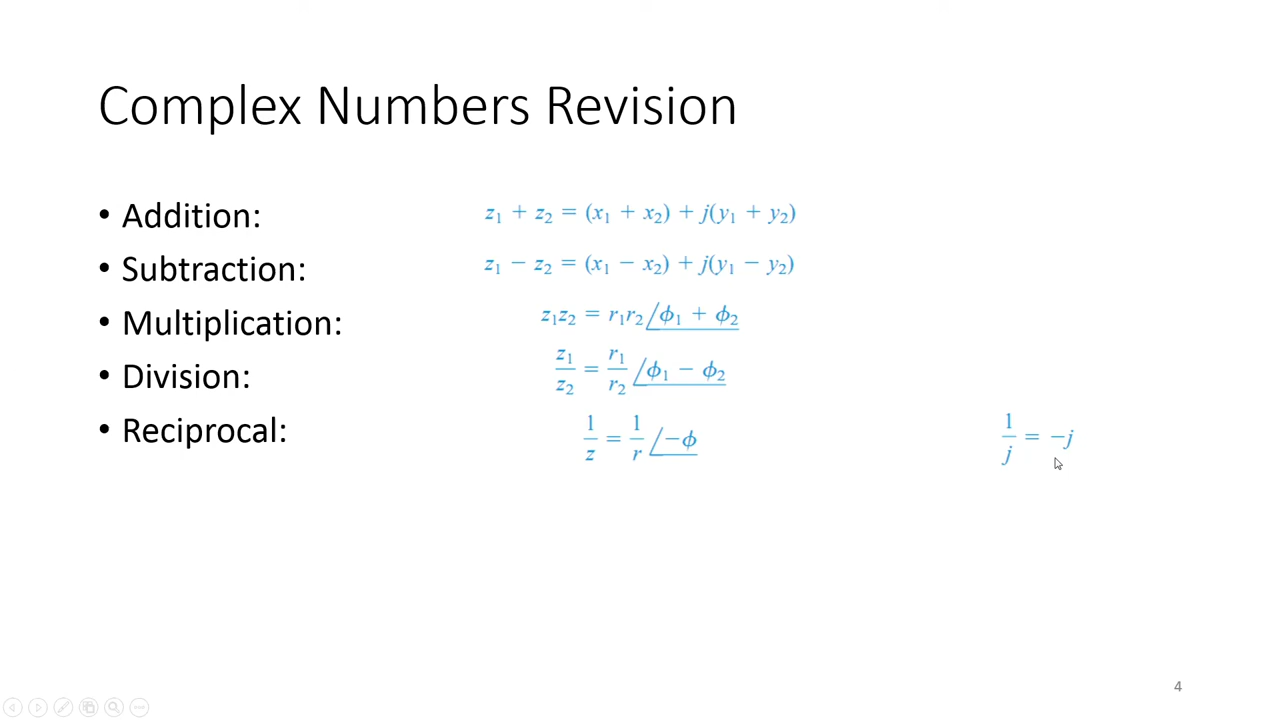 Complex Numbers Revision
• Addition: z₁ + z₂ = (x₁ + x₂) + j(y₁ + y₂)
• Subtraction: z₁ − z₂ = (x₁ − x₂) + j(y₁ − y₂)
• Multiplication: z₁z₂ = r₁r₂∠ϕ₁ + ϕ₂
• Division: z₁/z₂ = r₁/r₂ ∠ϕ₁ − ϕ₂
• Reciprocal: 1/z = 1/r ∠−ϕ 1/j = −j
4